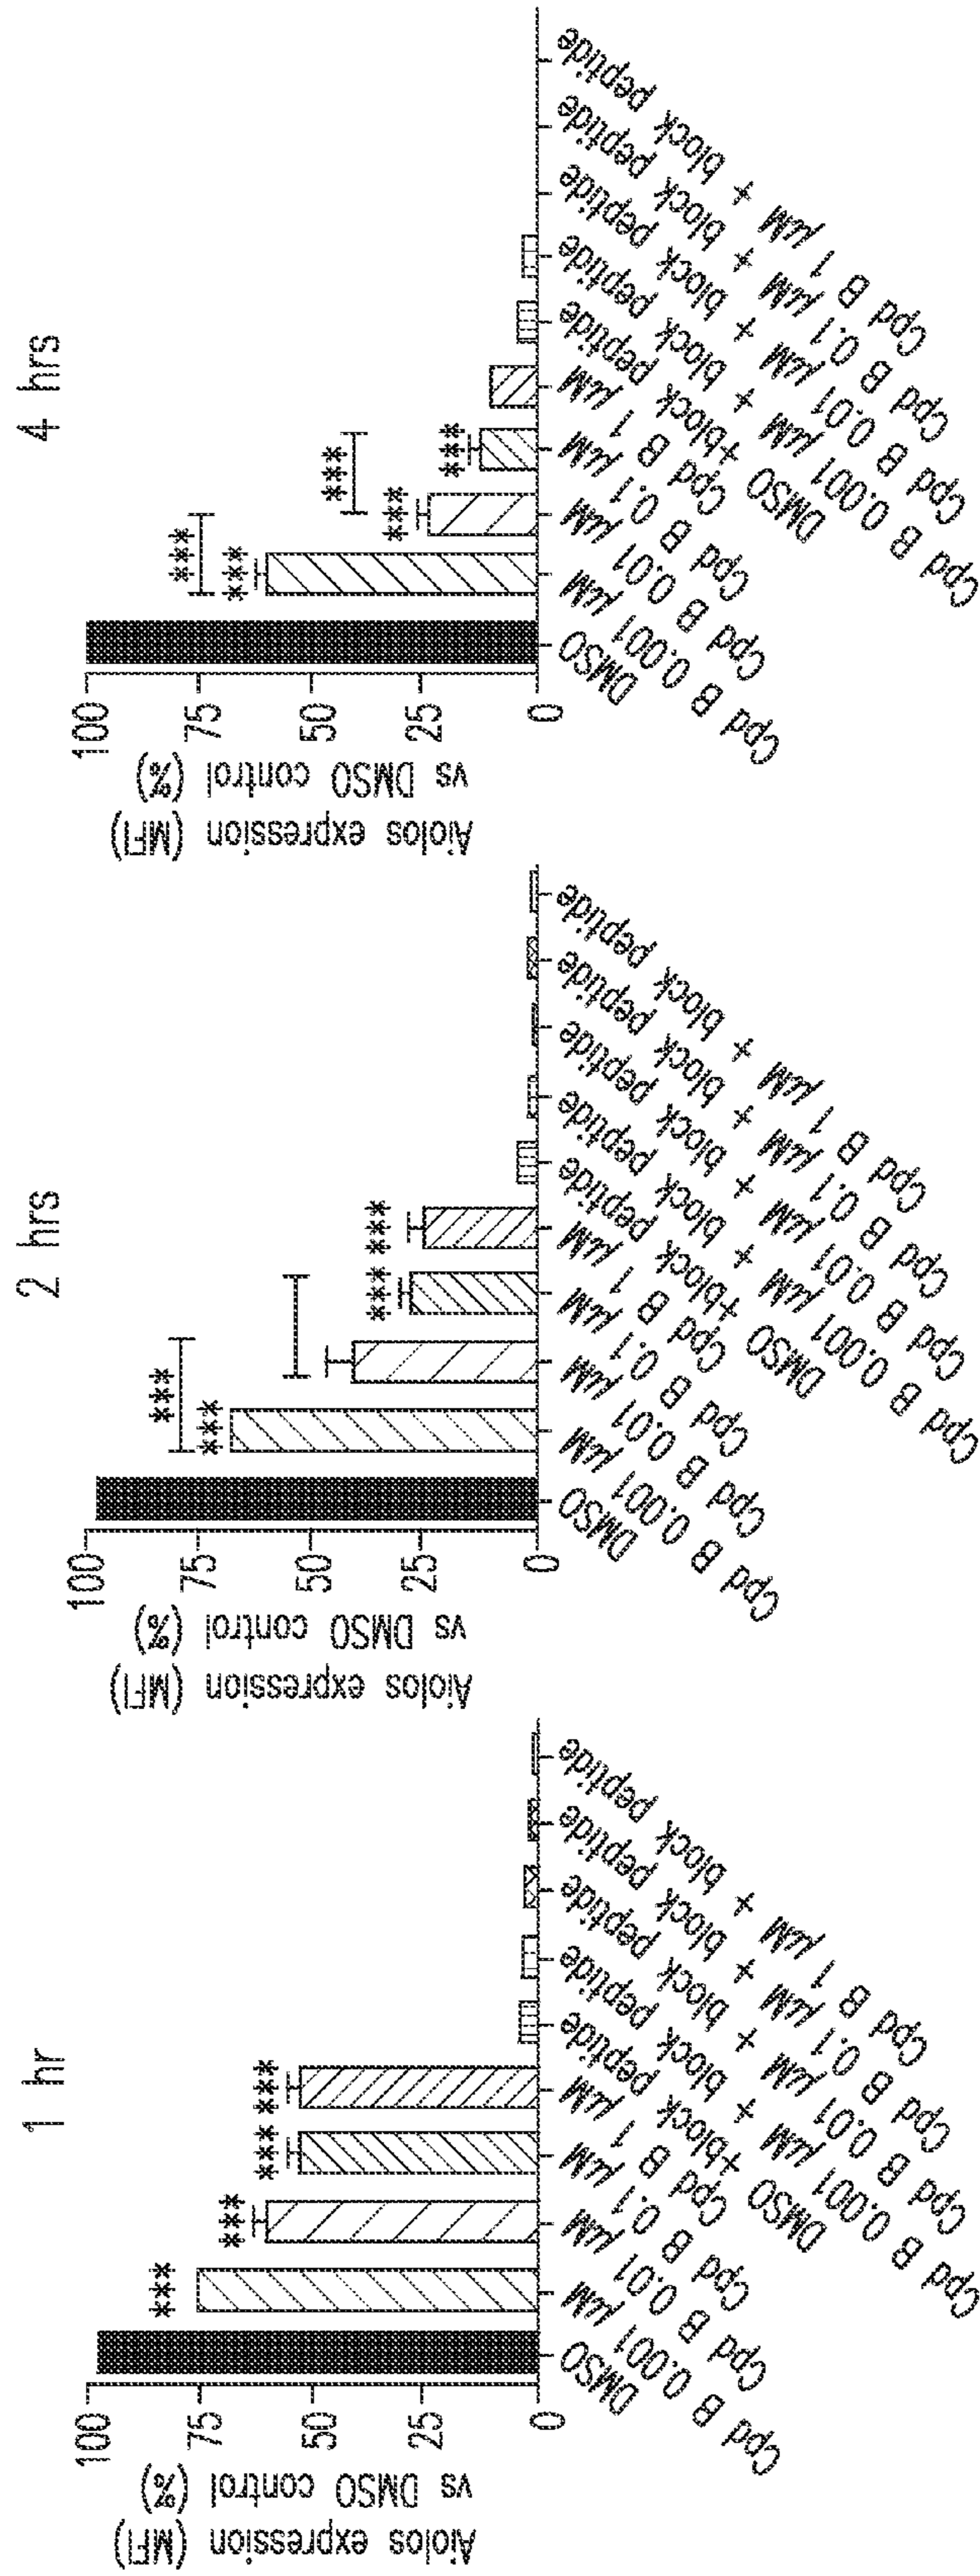 1 hr
Aiolos expression (MFI)
vs DMSO control (%)
100
75
50
25
0
***
***
***
***
DMSO
Cpd B 0.001 μM
Cpd B 0.01 μM
Cpd B 0.1 μM
Cpd B 1 μM
DMSO +block peptide
Cpd B 0.001 μM + block peptide
Cpd B 0.01 μM + block peptide
Cpd B 0.1 μM + block peptide
Cpd B 1 μM + block peptide
2 hrs
Aiolos expression (MFI)
vs DMSO control (%)
100
75
50
25
0
***
***
***
***
DMSO
Cpd B 0.001 μM
Cpd B 0.01 μM
Cpd B 0.1 μM
Cpd B 1 μM
DMSO +block peptide
Cpd B 0.001 μM + block peptide
Cpd B 0.01 μM + block peptide
Cpd B 0.1 μM + block peptide
Cpd B 1 μM + block peptide
4 hrs
Aiolos expression (MFI)
vs DMSO control (%)
100
75
50
25
0
***
***
***
***
***
DMSO
Cpd B 0.001 μM
Cpd B 0.01 μM
Cpd B 0.1 μM
Cpd B 1 μM
DMSO +block peptide
Cpd B 0.001 μM + block peptide
Cpd B 0.01 μM + block peptide
Cpd B 0.1 μM + block peptide
Cpd B 1 μM + block peptide